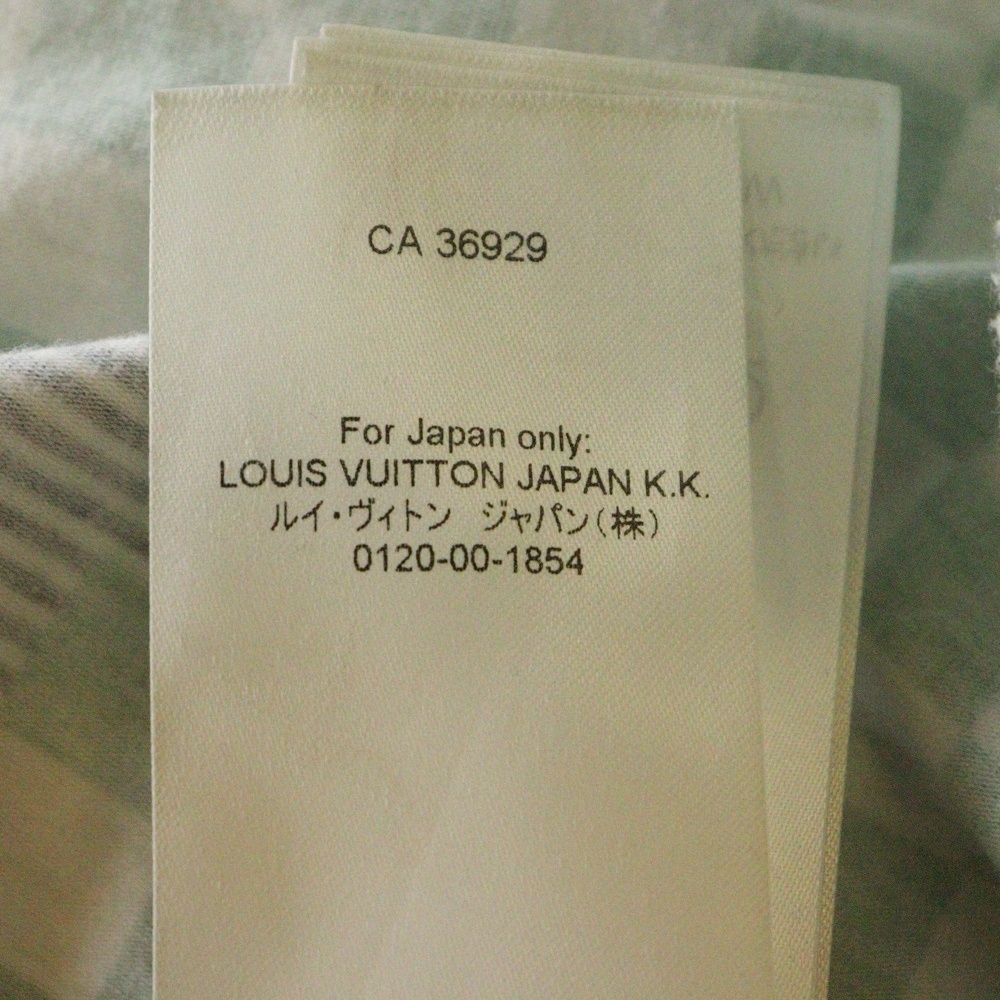 CA 36929
For Japan only:
LOUIS VUITTON JAPAN K.K.
ルイ・ヴィトン　ジャパン(株)
0120-00-1854